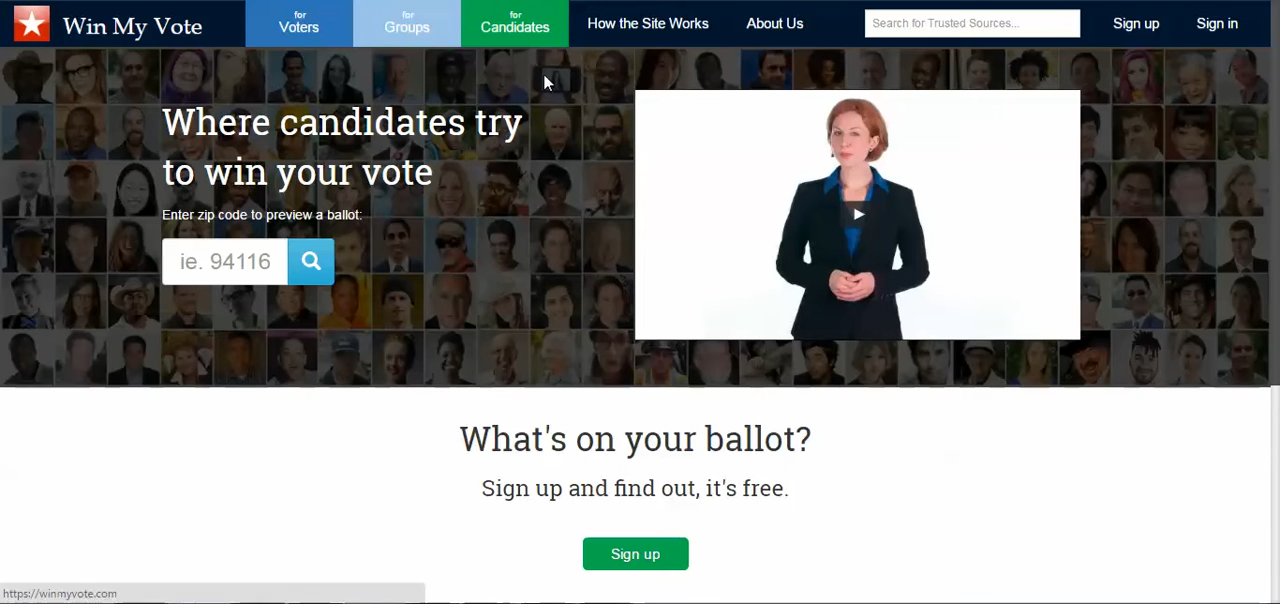 Win My Vote
for
Voters
for
Groups
for
Candidates
How the Site Works
About Us
Search for Trusted Sources...
Sign up
Sign in
Where candidates try
to win your vote
Enter zip code to preview a ballot:
ie. 94116
What's on your ballot?
Sign up and find out, it's free.
Sign up
https://winmyvote.com